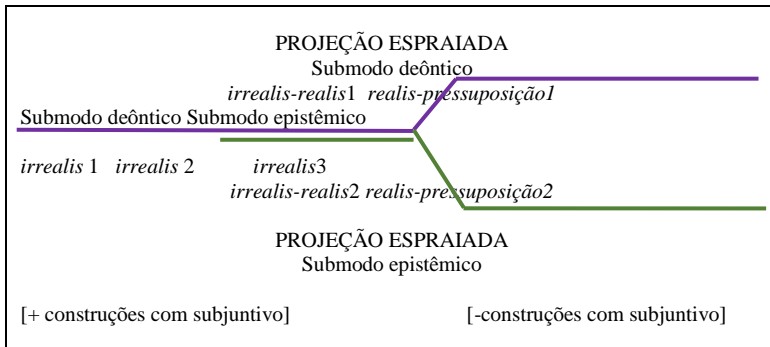 PROJEÇÃO ESPRAIADA
Submodo deôntico
irrealis-realis1 realis-pressuposição1
Submodo deôntico Submodo epistêmico
irrealis 1 irrealis 2 irrealis3
irrealis-realis2 realis-pressuposição2
PROJEÇÃO ESPRAIADA
Submodo epistêmico
[+ construções com subjuntivo] [-construções com subjuntivo]